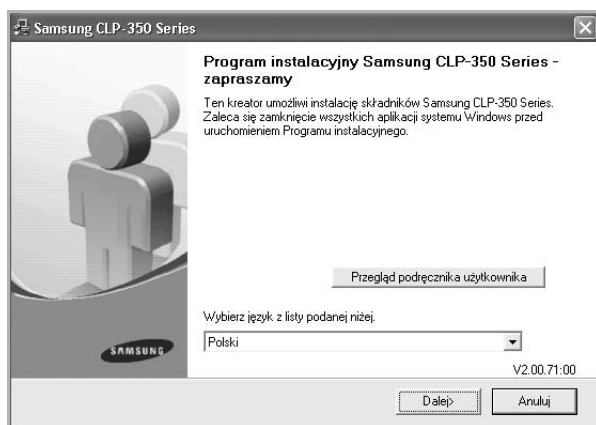 Samsung CLP-350 Series
Program instalacyjny Samsung CLP-350 Series -
zapraszamy
Ten kreator umożliwi instalację składników Samsung CLP-350 Series.
Zaleca się zamknięcie wszystkich aplikacji systemu Windows przed
uruchomieniem Programu instalacyjnego.
Przegląd podręcznika użytkownika
Wybierz język z listy podanej niżej.
Polski
SAMSUNG
V2.00.71:00
Dalej>
Anuluj